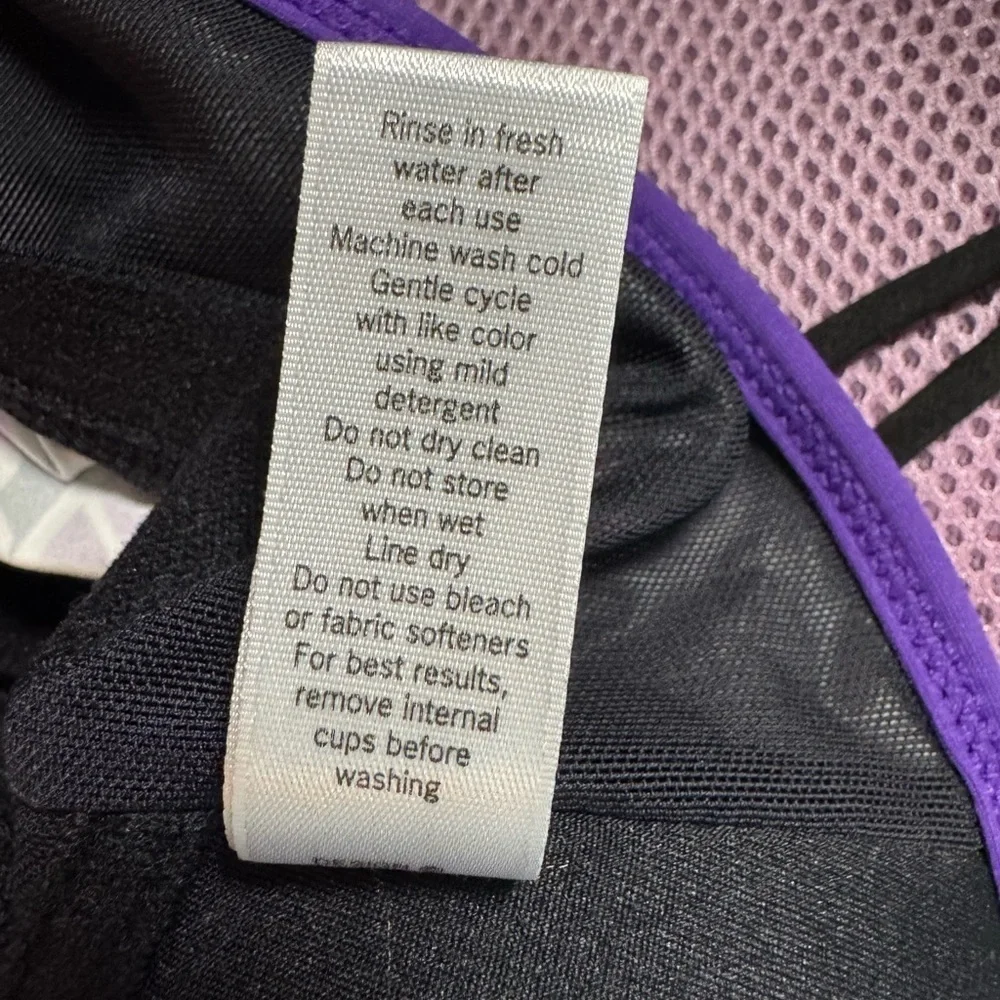 Rinse in fresh
water after
each use
Machine wash cold
Gentle cycle
with like color
using mild
detergent
Do not dry clean
Do not store
when wet
Line dry
Do not use bleach
or fabric softeners
For best results,
remove internal
cups before
washing